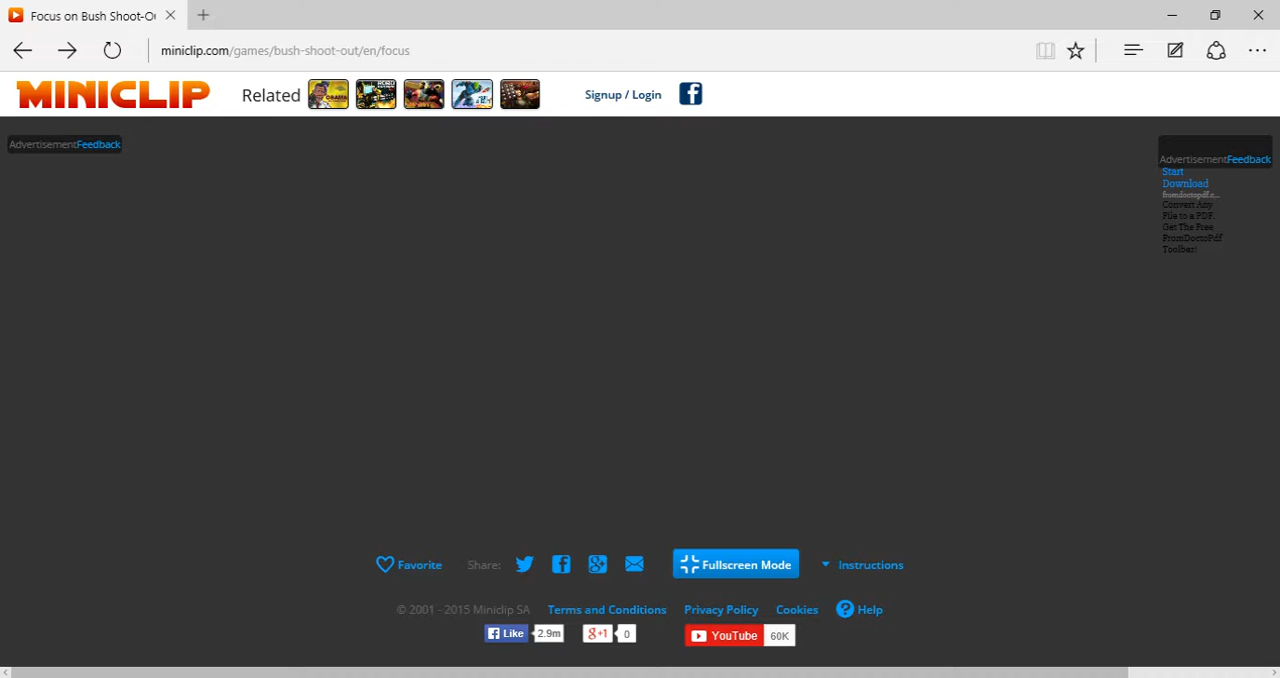 Focus on Bush Shoot-O
miniclip.com/games/bush-shoot-out/en/focus
MINICLIP
Related
Signup / Login
AdvertisementFeedback
AdvertisementFeedback
Start
Download
fromdoctopdf.c...
Convert Any
File to a PDF.
Get The Free
FromDoctoPdf
Toolbar!
Favorite
Share:
Fullscreen Mode
Instructions
© 2001 - 2015 Miniclip SA
Terms and Conditions
Privacy Policy
Cookies
? Help
Like
2.9m
g+1
0
YouTube
60K